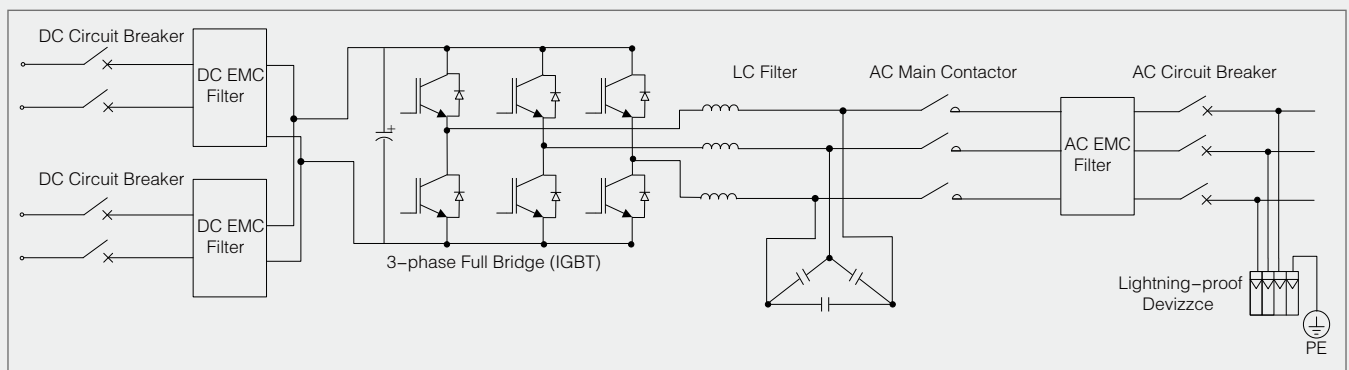 DC Circuit Breaker
DC EMC
Filter
DC Circuit Breaker
DC EMC
Filter
+
3-phase Full Bridge (IGBT)
LC Filter
AC Main Contactor
AC EMC
Filter
AC Circuit Breaker
Lightning-proof
Devizzce
PE